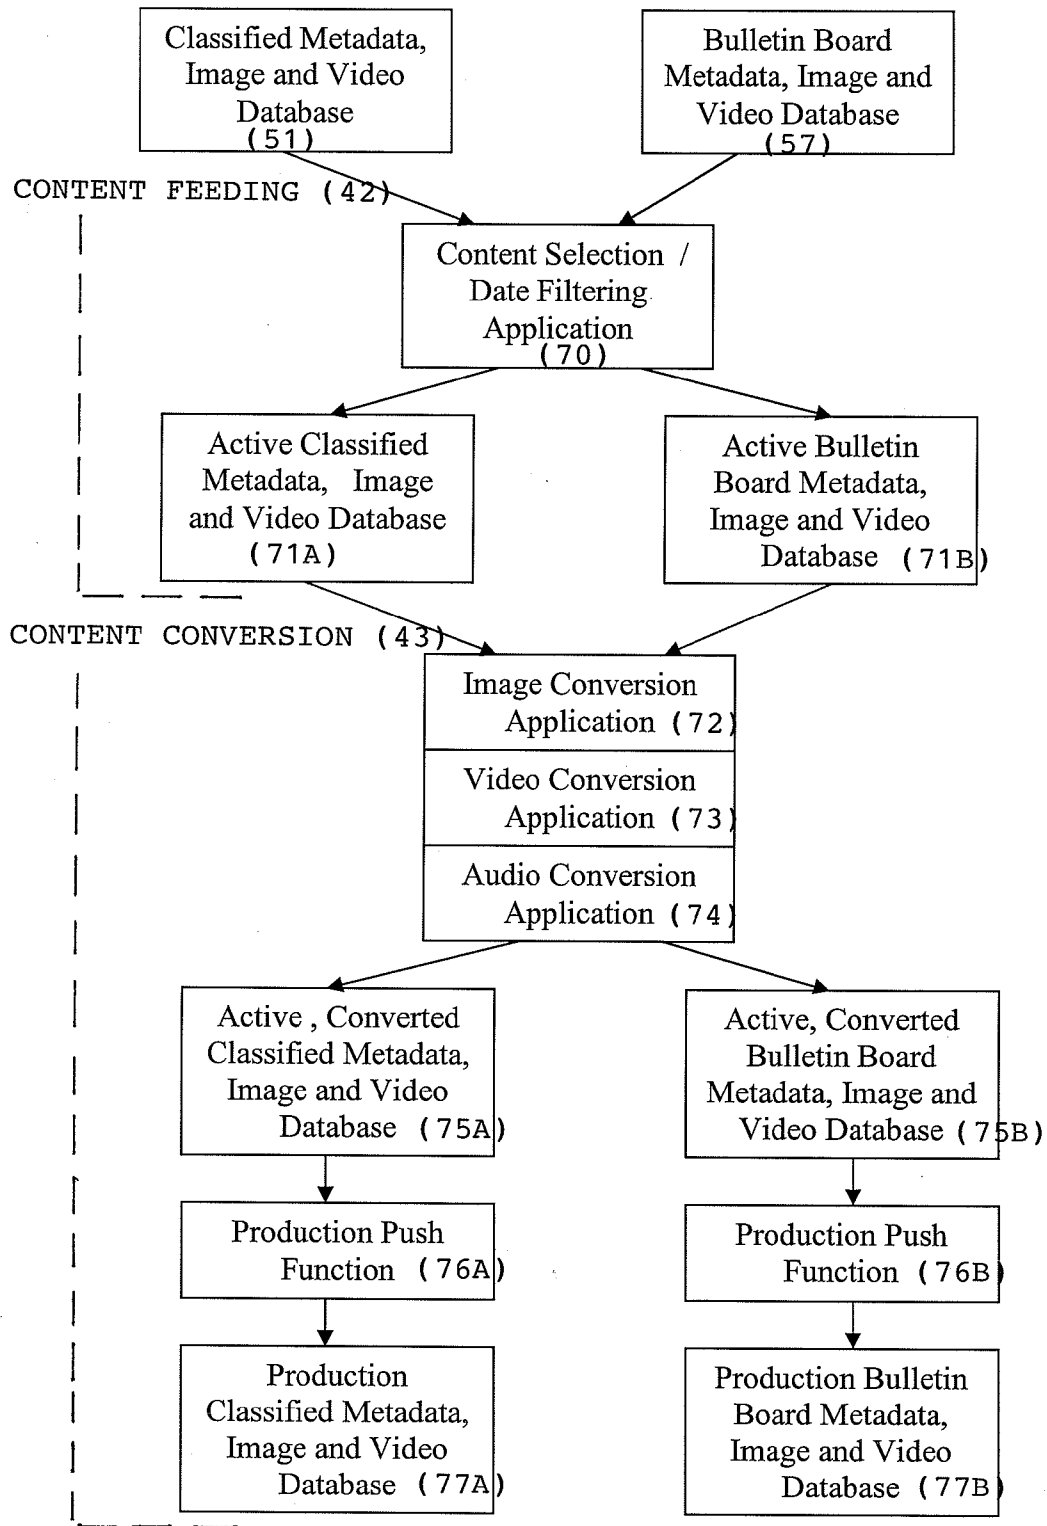 Classified Metadata,
Image and Video
Database
(51)
Bulletin Board
Metadata, Image and
Video Database
(57)
CONTENT FEEDING (42)
Content Selection /
Date Filtering
Application
(70)
Active Classified
Metadata, Image
and Video Database
(71A)
Active Bulletin
Board Metadata,
Image and Video
Database (71B)
CONTENT CONVERSION (43)
Image Conversion
Application (72)
Video Conversion
Application (73)
Audio Conversion
Application (74)
Active , Converted
Classified Metadata,
Image and Video
Database (75A)
Active, Converted
Bulletin Board
Metadata, Image and
Video Database (75B)
Production Push
Function (76A)
Production Push
Function (76B)
Production
Classified Metadata,
Image and Video
Database (77A)
Production Bulletin
Board Metadata,
Image and Video
Database (77B)